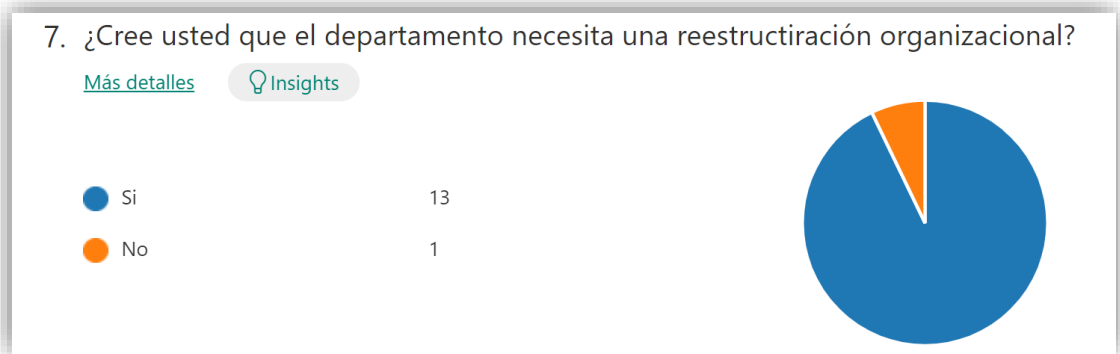 7. ¿Cree usted que el departamento necesita una reestructiración organizacional?
Más detalles Insights
Si 13
No 1